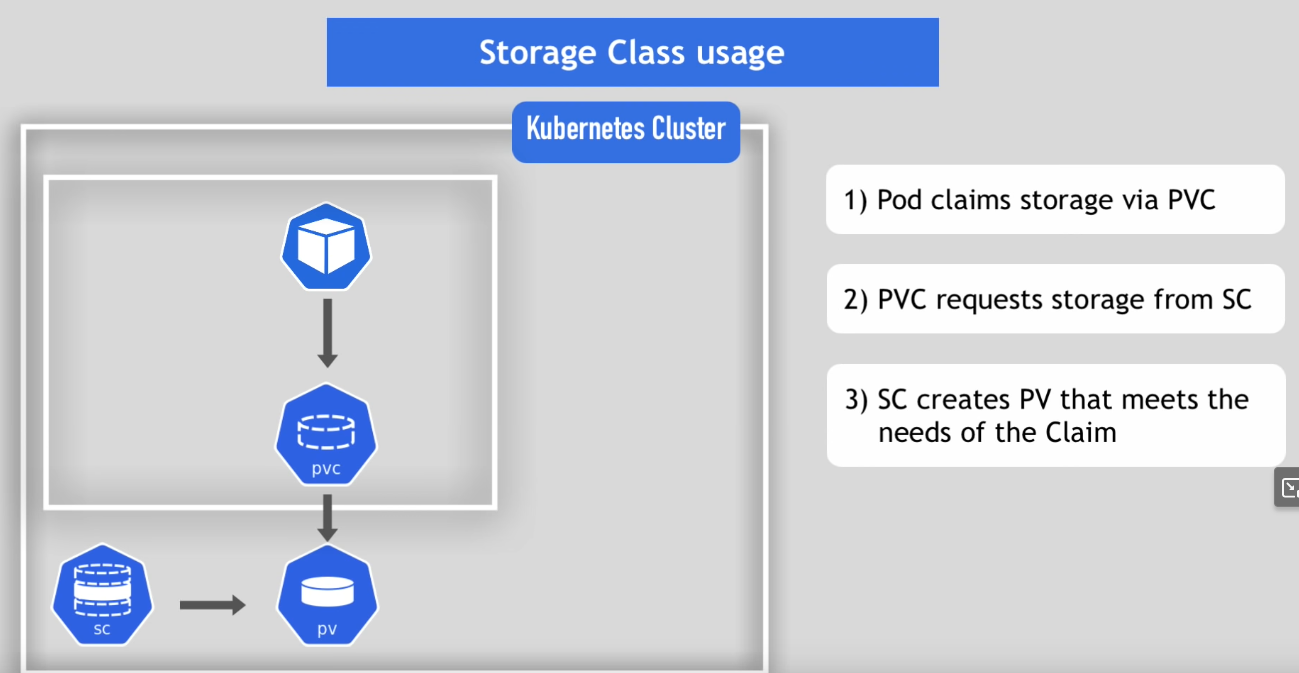 Storage Class usage
Kubernetes Cluster
1) Pod claims storage via PVC
2) PVC requests storage from SC
3) SC creates PV that meets the
needs of the Claim
pvc
sc
pv